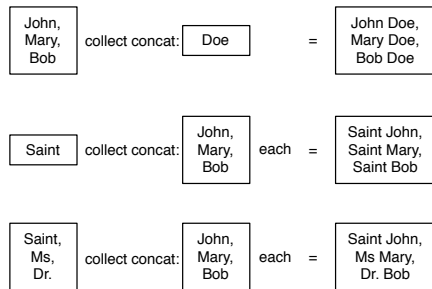 John,
Mary,
Bob
collect concat:
Doe
=
John Doe,
Mary Doe,
Bob Doe
Saint
collect concat:
John,
Mary,
Bob
each
=
Saint John,
Saint Mary,
Saint Bob
Saint,
Ms,
Dr.
collect concat:
John,
Mary,
Bob
each
=
Saint John,
Ms Mary,
Dr. Bob